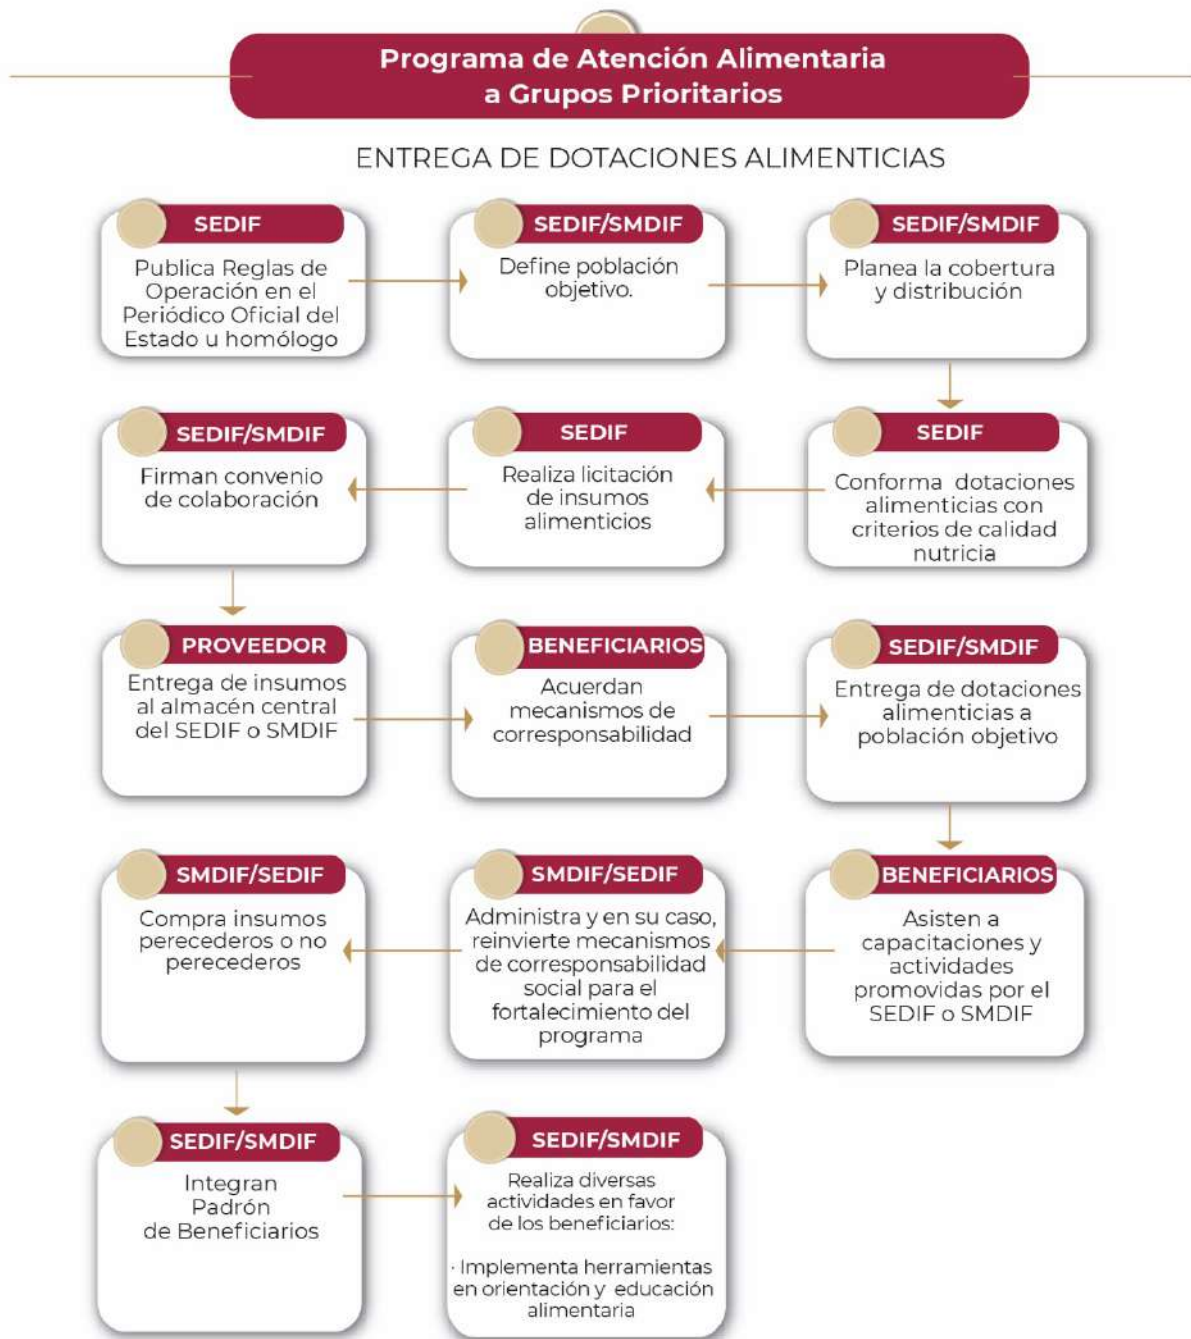 Programa de Atención Alimentaria
a Grupos Prioritarios
ENTREGA DE DOTACIONES ALIMENTICIAS
SEDIF
Publica Reglas de
Operación en el
Periódico Oficial del
Estado u homólogo
SEDIF/SMDIF
Define población
objetivo.
SEDIF/SMDIF
Planea la cobertura
y distribución
SEDIF
Conforma dotaciones
alimenticias con
criterios de calidad
nutricia
SEDIF
Realiza licitación
de insumos
alimenticios
SEDIF/SMDIF
Firman convenio
de colaboración
PROVEEDOR
Entrega de insumos
al almacén central
del SEDIF o SMDIF
BENEFICIARIOS
Acuerdan
mecanismos de
corresponsabilidad
SEDIF/SMDIF
Entrega de dotaciones
alimenticias a
población objetivo
BENEFICIARIOS
Asisten a
capacitaciones y
actividades
promovidas por el
SEDIF o SMDIF
SMDIF/SEDIF
Administra y en su caso,
reinvierte mecanismos
de corresponsabilidad
social para el
fortalecimiento del
programa
SMDIF/SEDIF
Compra insumos
perecederos o no
perecederos
SEDIF/SMDIF
Integran
Padrón
de Beneficiarios
SEDIF/SMDIF
Realiza diversas
actividades en favor
de los beneficiarios:
· Implementa herramientas
en orientación y educación
alimentaria